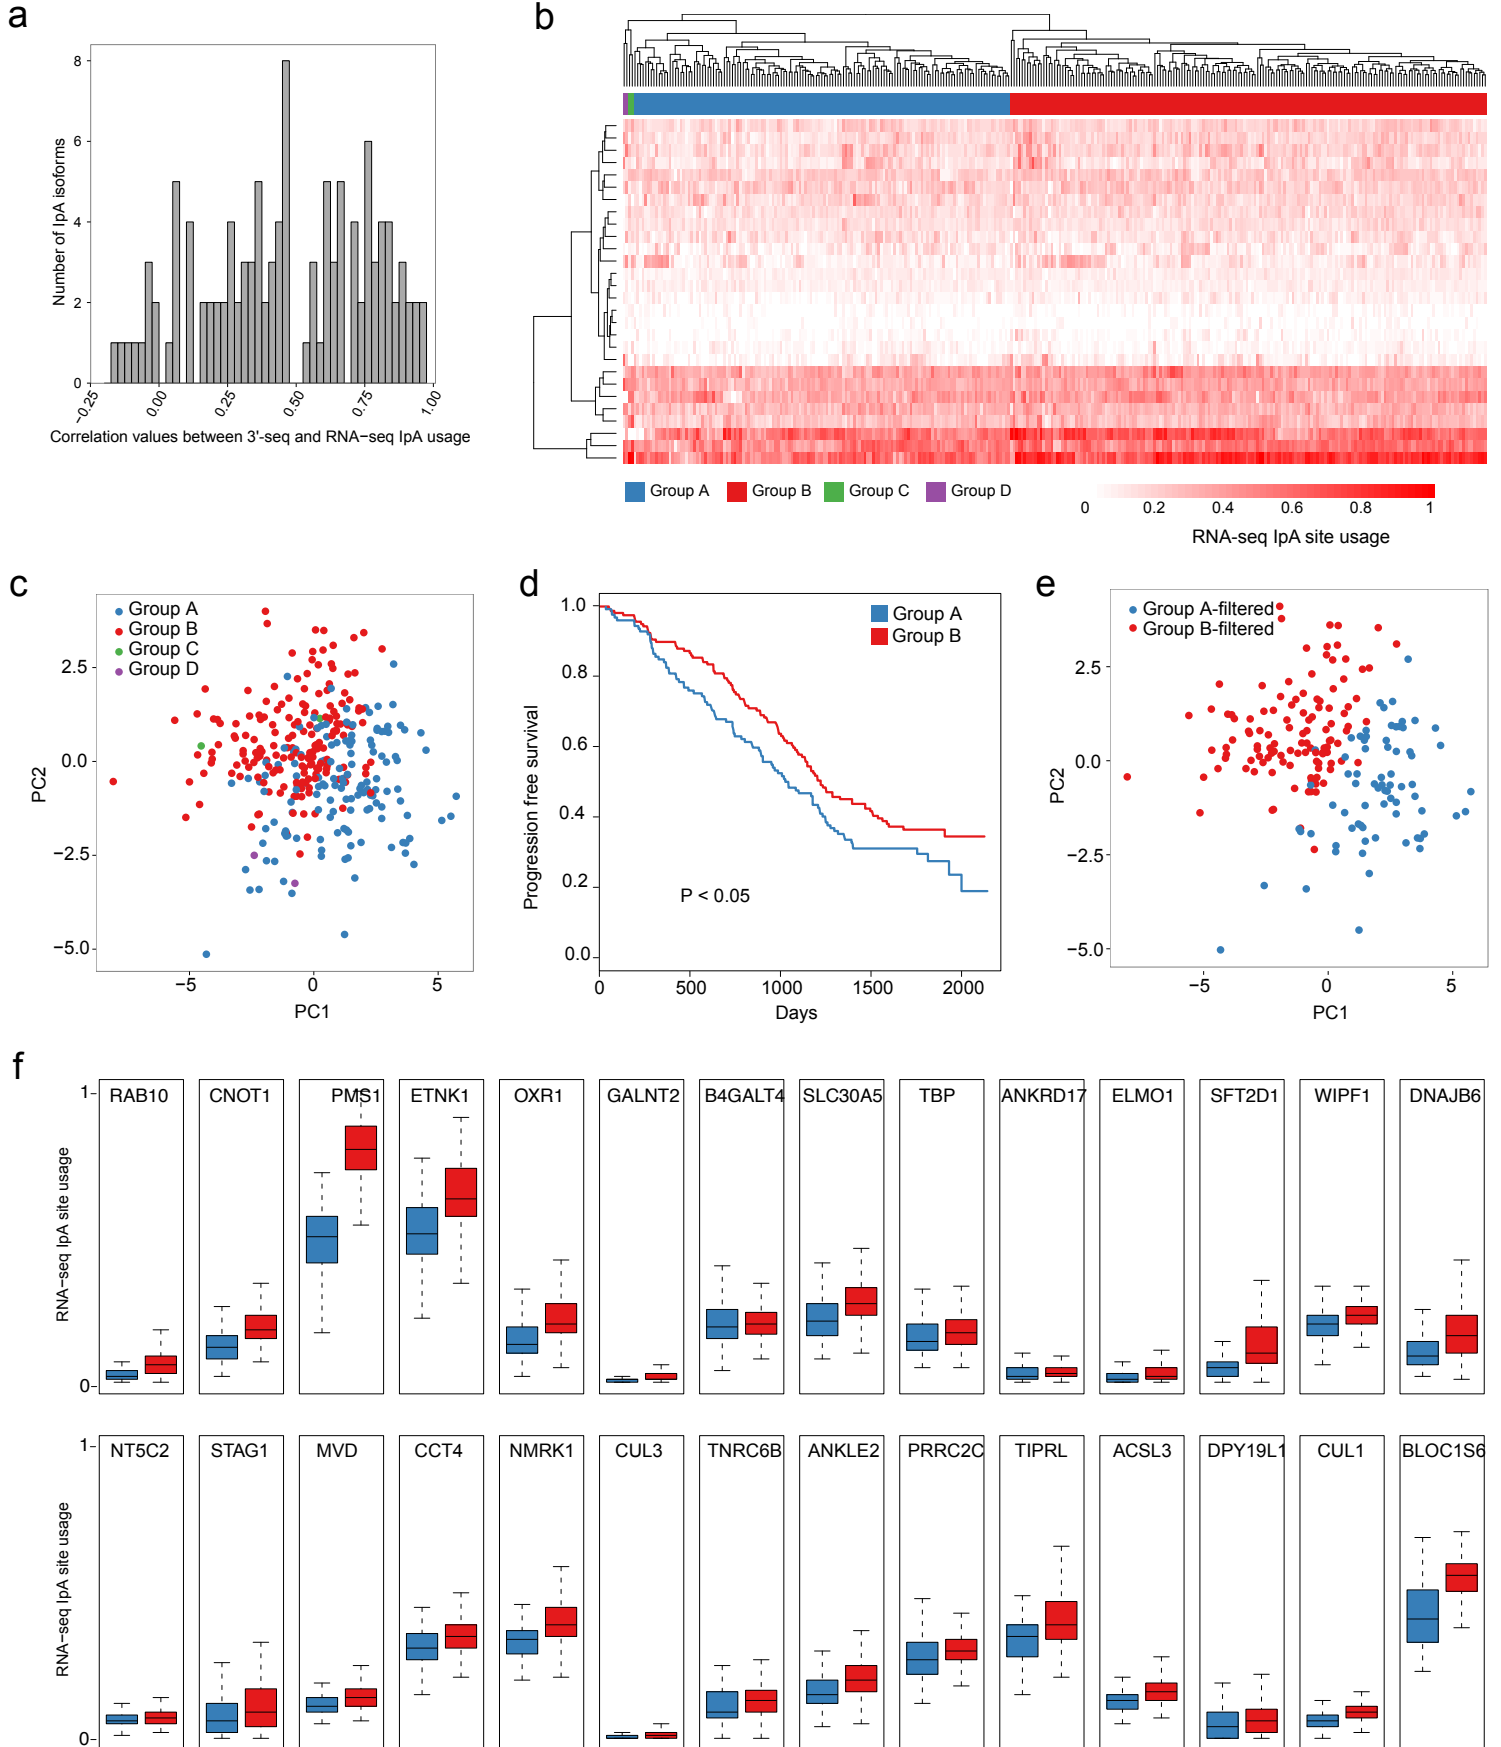 a
8
6
4
2
0
Number of IpA isoforms
−0.25
0.00
0.25
0.50
0.75
1.00
Correlation values between 3'-seq and RNA−seq IpA usage
b
Group A
Group B
Group C
Group D
0
0.2
0.4
0.6
0.8
1
RNA-seq IpA site usage
c
Group A
Group B
Group C
Group D
2.5
0.0
−2.5
−5.0
PC2
−5
0
5
PC1
d
1.0
0.8
0.6
0.4
0.2
0.0
Progression free survival
Group A
Group B
P < 0.05
0
500
1000
1500
2000
Days
e
Group A-filtered
Group B-filtered
2.5
0.0
−2.5
−5.0
PC2
−5
0
5
PC1
f
1
0
RNA−seq IpA site usage
RAB10
CNOT1
PMS1
ETNK1
OXR1
GALNT2
B4GALT4
SLC30A5
TBP
ANKRD17
ELMO1
SFT2D1
WIPF1
DNAJB6
1
0
RNA−seq IpA site usage
NT5C2
STAG1
MVD
CCT4
NMRK1
CUL3
TNRC6B
ANKLE2
PRRC2C
TIPRL
ACSL3
DPY19L1
CUL1
BLOC1S6